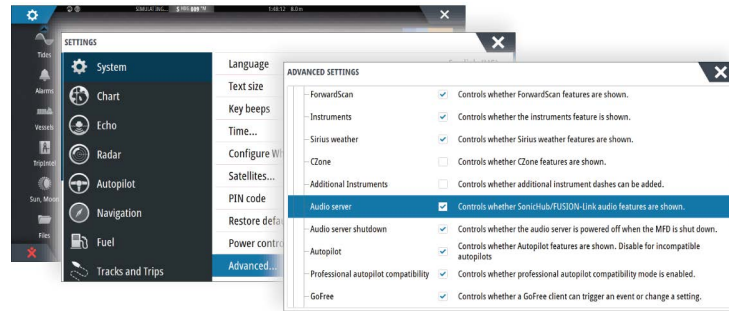 SIMULATING...
1:48:12
8.0 m
Tides
Alarms
Vessels
TripIntel
Sun, Moon
Files
SETTINGS
System
Chart
Echo
Radar
Autopilot
Navigation
Fuel
Tracks and Trips
Language
Text size
Key beeps
Time...
Configure
Satellites...
PIN code
Restore
Power
Advanced...
ADVANCED SETTINGS
ForwardScan Controls whether ForwardScan features are shown.
Instruments Controls whether the instruments feature is shown.
Sirius weather Controls whether Sirius weather features are shown.
CZone Controls whether CZone features are shown.
Additional Instruments Controls whether additional instrument dashes can be added.
Audio server Controls whether SonicHub/FUSION-Link audio features are shown.
Audio server shutdown Controls whether the audio server is powered off when the MFD is shut down.
Autopilot Controls whether Autopilot features are shown. Disable for incompatible
autopilots
Professional autopilot compatibility Controls whether professional autopilot compatibility mode is enabled.
GoFree Controls whether a GoFree client can trigger an event or change a setting.